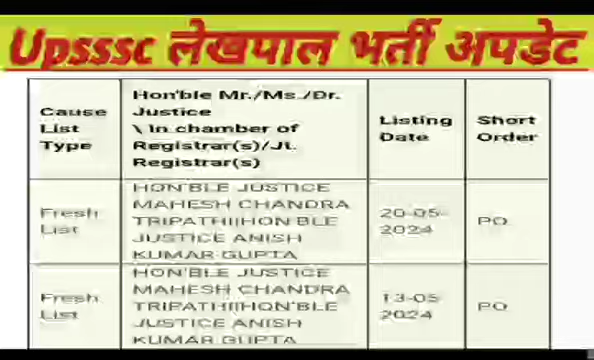 Upsssc लेखपाल भर्ती अपडेट
Cause List Type
Hon'ble Mr./Ms./Dr. Justice \ In chamber of Registrar(s)/Jt. Registrar(s)
Listing Date
Short Order
Fresh List
HON'BLE JUSTICE MAHESH CHANDRA TRIPATHI,HON'BLE JUSTICE ANISH KUMAR GUPTA
20-05-2024
PO
Fresh List
HON'BLE JUSTICE MAHESH CHANDRA TRIPATHI,HON'BLE JUSTICE ANISH KUMAR GUPTA
13-05-2024
PO